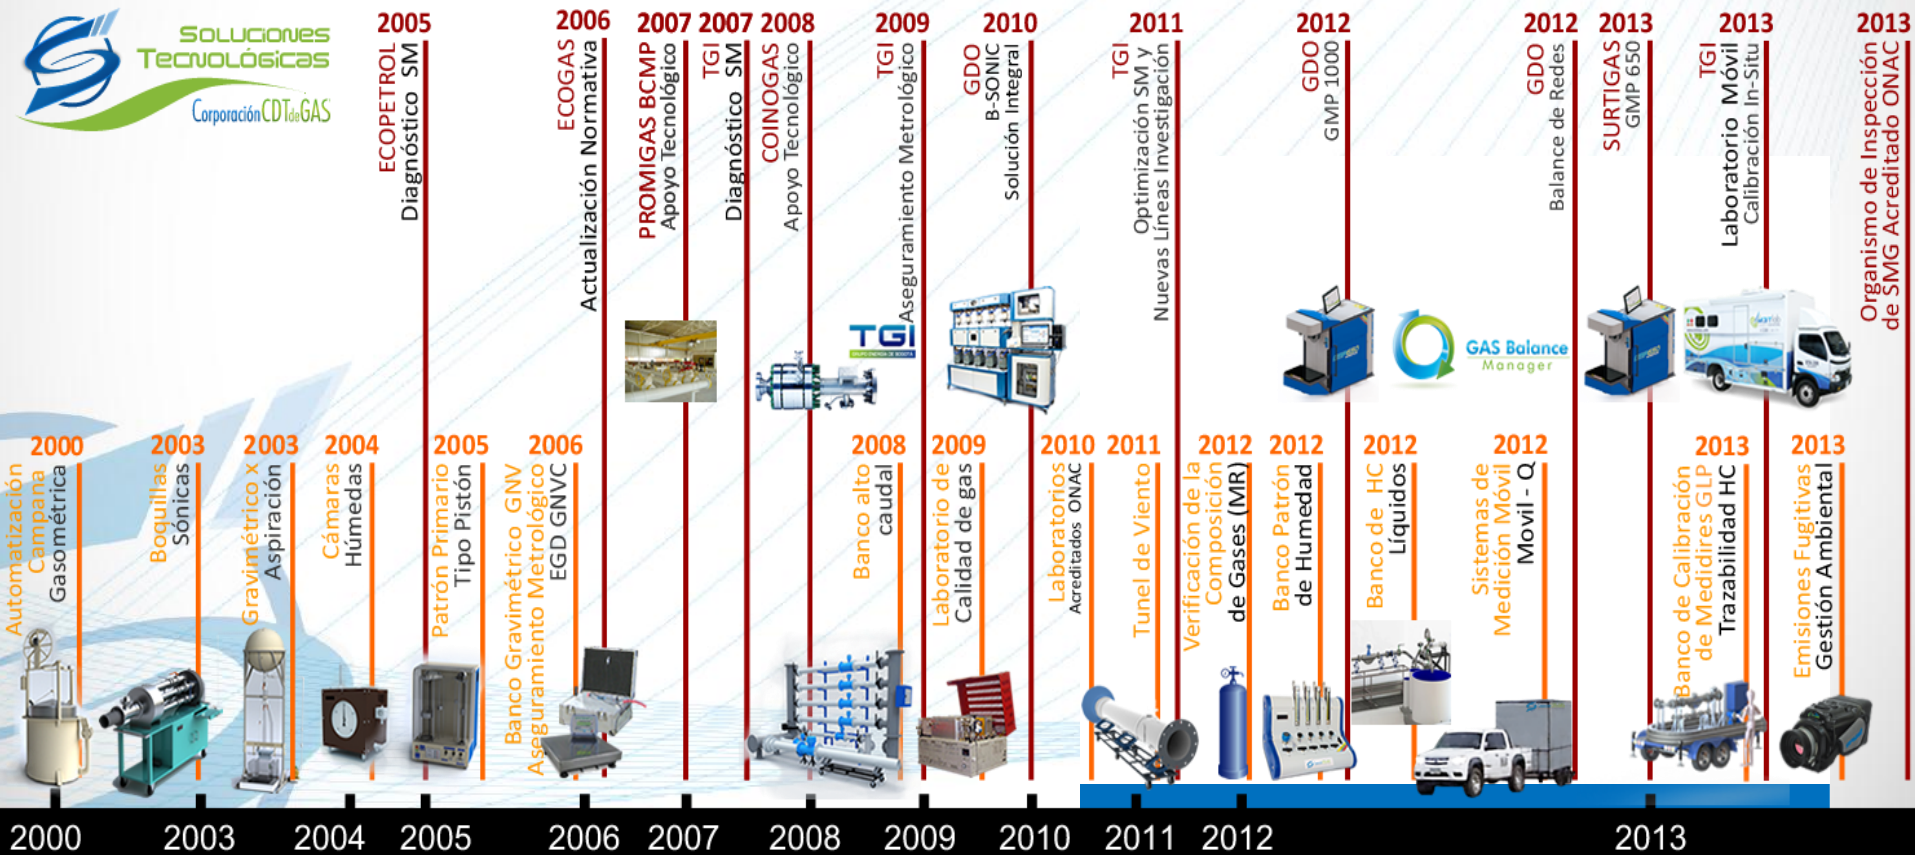 SOLUCIONES
TECNOLÓGICAS
Corporación CDT de GAS
2005
ECOPETROL
Diagnóstico SM
2006
ECOGAS
Actualización Normativa
2007
PROMIGAS BCMP
Apoyo Tecnológico
2007
TGI
Diagnóstico SM
2008
COINOGAS
Apoyo Tecnológico
2009
TGI
Aseguramiento Metrológico
2010
GDO
B-SONIC
Solución Integral
2011
TGI
Optimización SM y
Nuevas Líneas Investigación
2012
GDO
GMP 1000
2012
GDO
Balance de Redes
2013
SURTIGAS
GMP 650
2013
TGI
Laboratorio Móvil
Calibración In-Situ
2013
Organismo de Inspección
de SMG Acreditado ONAC
TGI
GRUPO ENERGÍA DE BOGOTÁ
GAS Balance
Manager
2000
Automatización
Campana
Gasométrica
2003
Boquillas
Sónicas
2003
Gravimétrico x
Aspiración
2004
Cámaras
Húmedas
2005
Patrón Primario
Tipo Pistón
2006
Banco Gravimétrico GNV
Aseguramiento Metrológico
EGD GNVC
2008
Banco alto
caudal
2009
Laboratorio de
Calidad de gas
2010
Laboratorios
Acreditados ONAC
2011
Tunel de Viento
2012
Verificación de la
Composición
de Gases (MR)
2012
Banco Patrón
de Humedad
2012
Banco de HC
Líquidos
2012
Sistemas de
Medición Móvil
Movil - Q
2013
Banco de Calibración
de Medidires GLP
Trazabilidad HC
2013
Emisiones Fugitivas
Gestión Ambiental
2000
2003
2004
2005
2006
2007
2008
2009
2010
2011
2012
2013